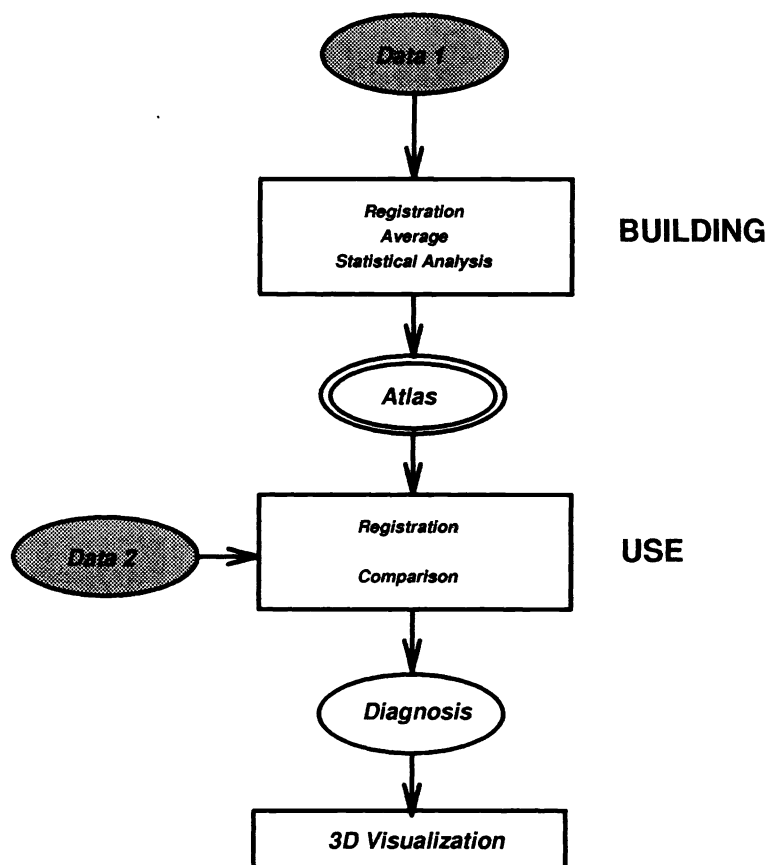 Data 1
Registration
Average
Statistical Analysis
BUILDING
Atlas
Data 2
Registration
Comparison
USE
Diagnosis
3D Visualization